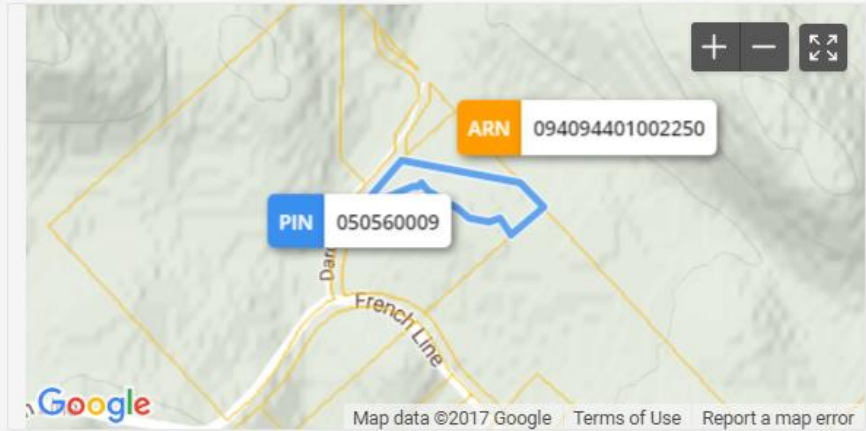 ARN 094094401002250
PIN 050560009
French Line
Google
Map data ©2017 Google Terms of Use Report a map error